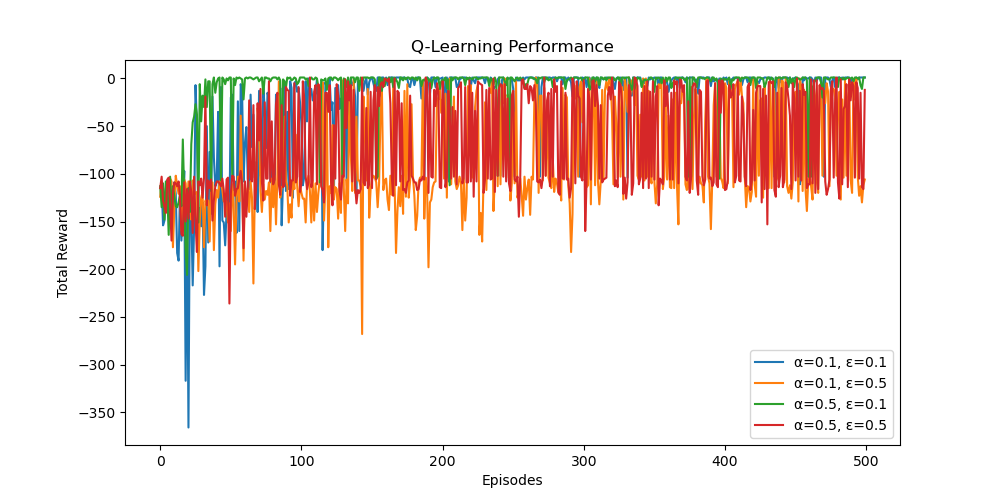 Q-Learning Performance
Total Reward
0
−50
−100
−150
−200
−250
−300
−350
0
100
200
300
400
500
Episodes
α=0.1, ε=0.1
α=0.1, ε=0.5
α=0.5, ε=0.1
α=0.5, ε=0.5